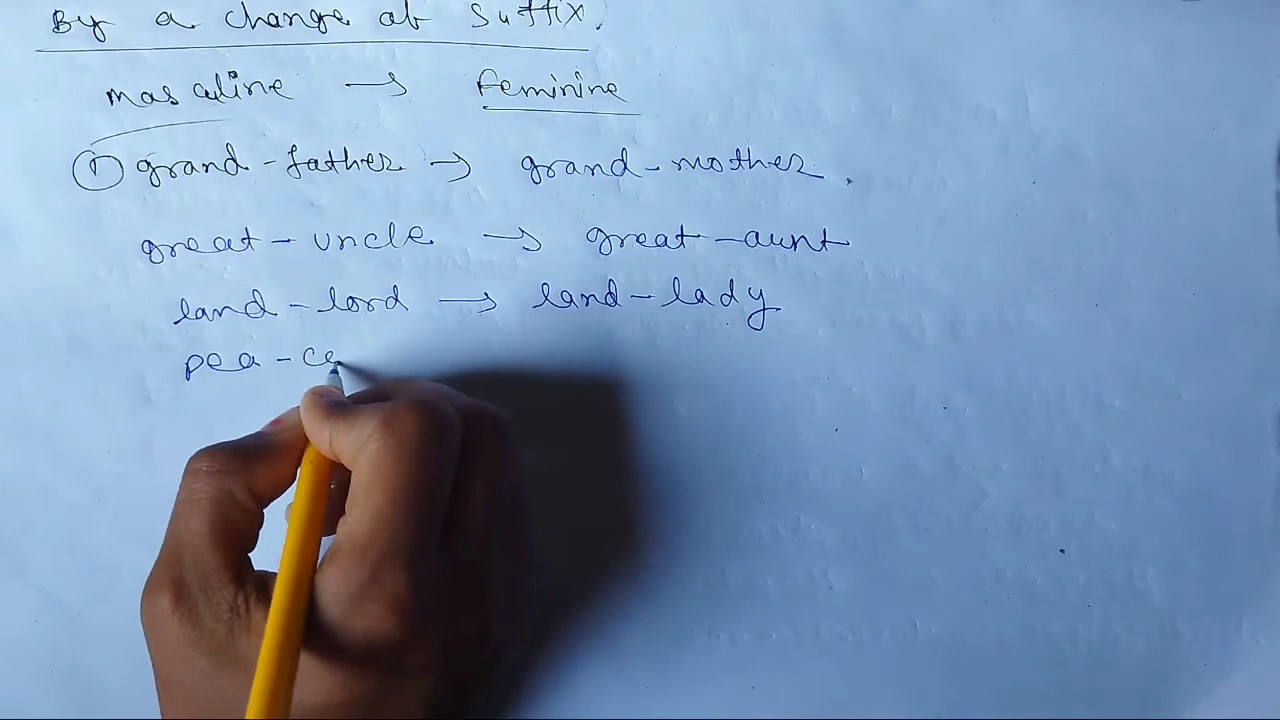 By a change of suffix.
masculine → Feminine
① grand-father → grand-mother.
great-uncle → great-aunt
land-lord → land-lady
pea-co